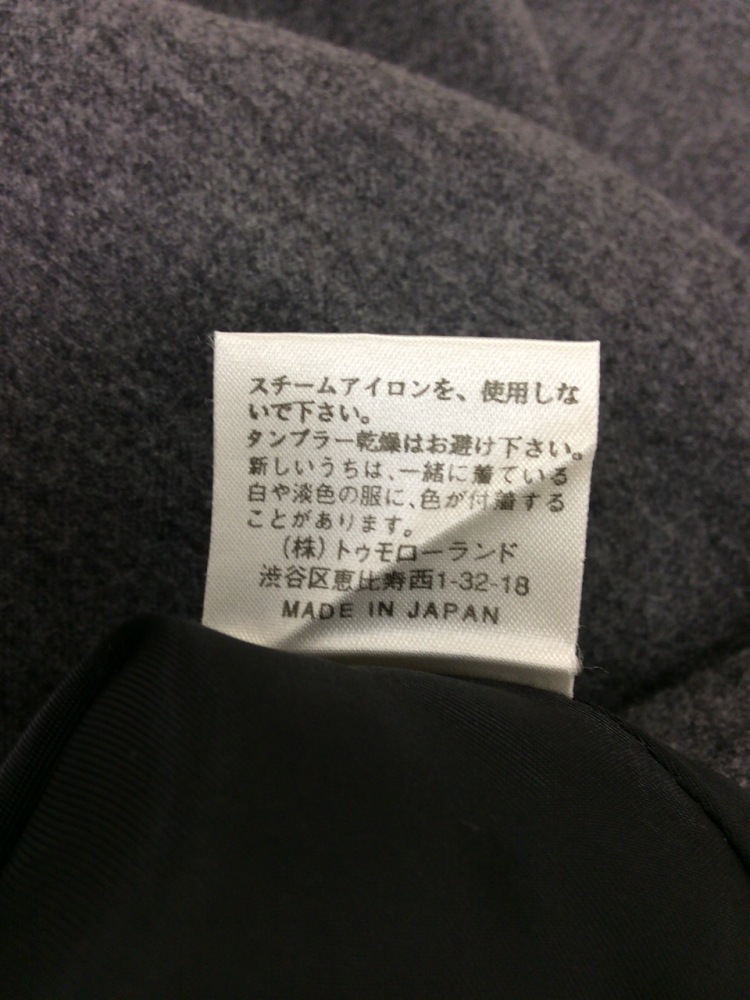 スチームアイロンを、使用しな
いで下さい。
タンブラー乾燥はお避け下さい。
新しいうちは、一緒に着ている
白や淡色の服に、色が付着する
ことがあります。
(株)トゥモローランド
渋谷区恵比寿西1-32-18
MADE IN JAPAN